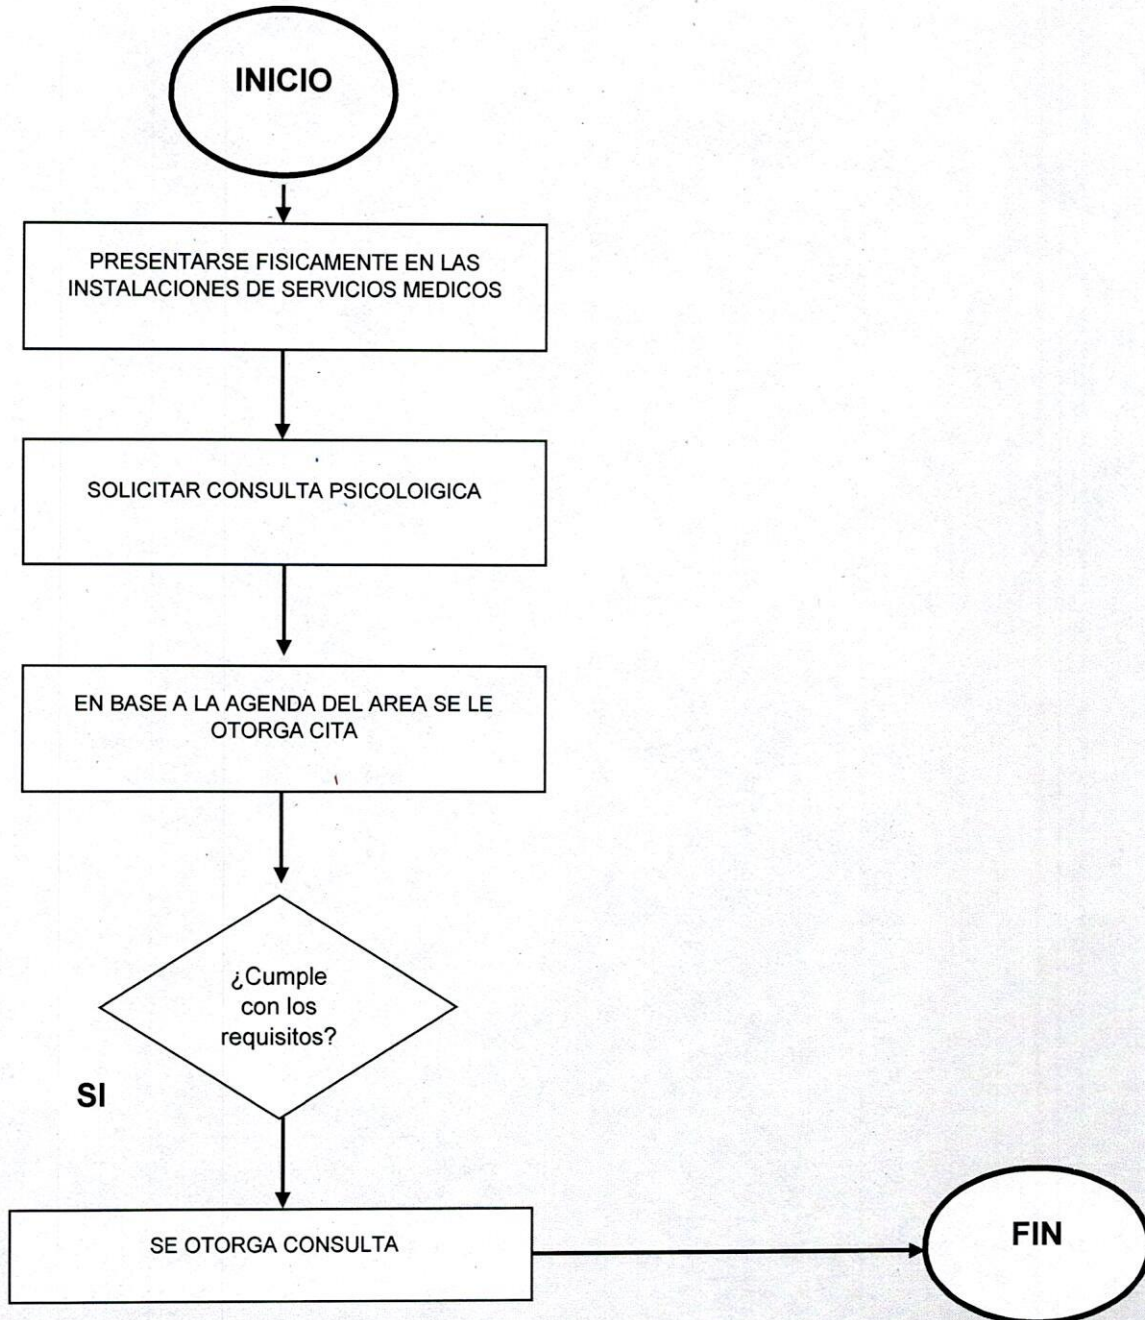 INICIO
PRESENTARSE FISICAMENTE EN LAS
INSTALACIONES DE SERVICIOS MEDICOS
SOLICITAR CONSULTA PSICOLOIGICA
EN BASE A LA AGENDA DEL AREA SE LE
OTORGA CITA
¿Cumple
con los
requisitos?
SI
SE OTORGA CONSULTA
FIN